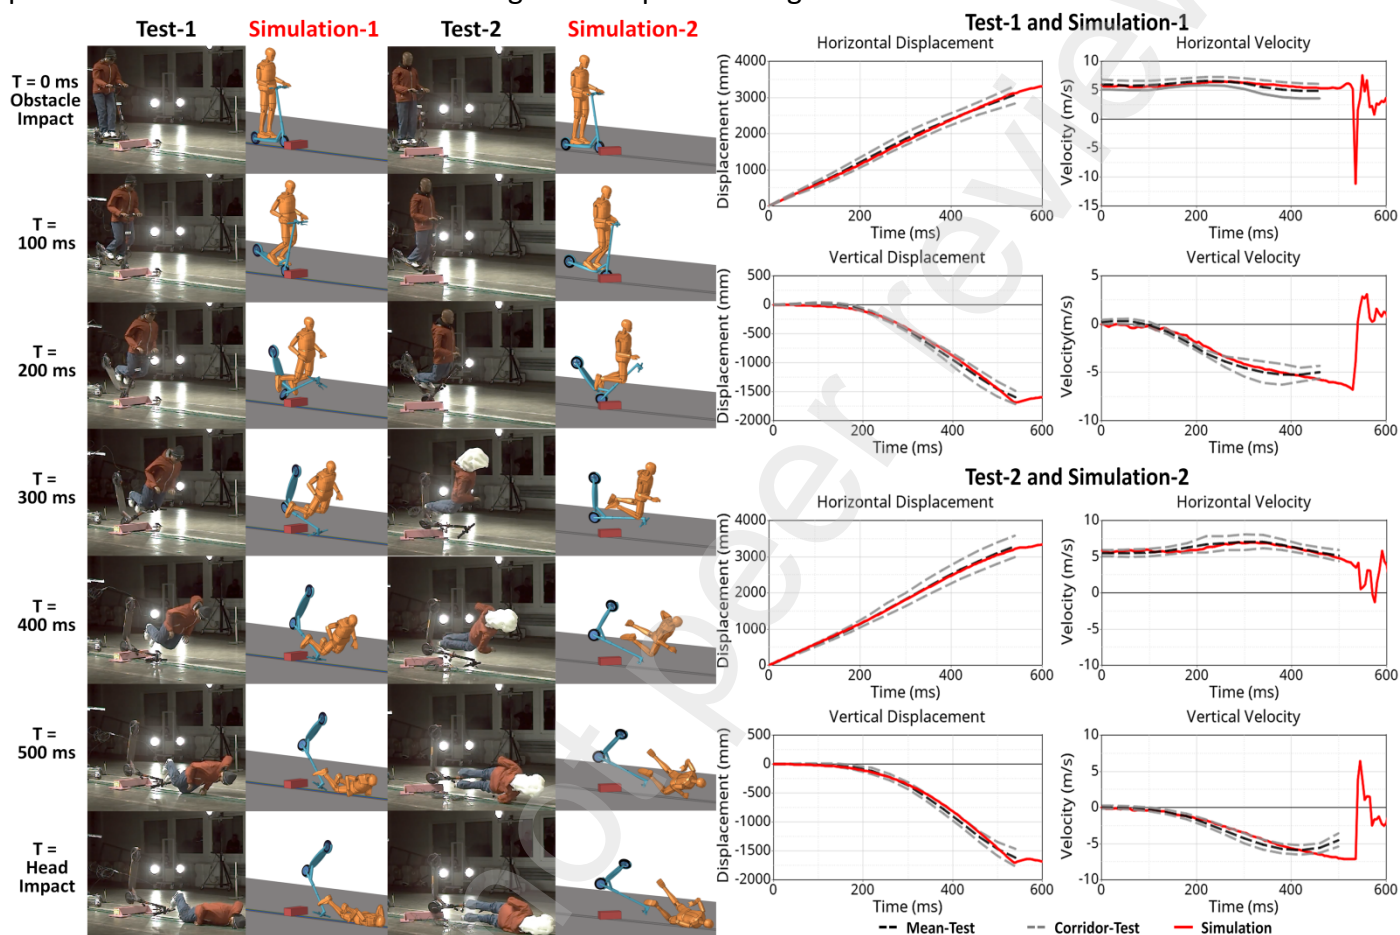 Test-1 Simulation-1 Test-2 Simulation-2
T = 0 ms
Obstacle
Impact
T =
100 ms
T =
200 ms
T =
300 ms
T =
400 ms
T =
500 ms
T =
Head
Impact
Test-1 and Simulation-1
Horizontal Displacement
Displacement (mm)
4000
3000
2000
1000
0
0 200 400 600
Time (ms)
Horizontal Velocity
Velocity (m/s)
10
5
0
-5
-10
-15
0 200 400 600
Time (ms)
Vertical Displacement
Displacement (mm)
500
0
-500
-1000
-1500
-2000
0 200 400 600
Time (ms)
Vertical Velocity
Velocity(m/s)
5
0
-5
-10
0 200 400 600
Time (ms)
Test-2 and Simulation-2
Horizontal Displacement
Displacement (mm)
4000
3000
2000
1000
0
0 200 400 600
Time (ms)
Horizontal Velocity
Velocity (m/s)
10
5
0
-5
-10
0 200 400 600
Time (ms)
Vertical Displacement
Displacement (mm)
500
0
-500
-1000
-1500
-2000
0 200 400 600
Time (ms)
Vertical Velocity
Velocity (m/s)
10
5
0
-5
-10
0 200 400 600
Time (ms)
Mean-Test Corridor-Test Simulation
not peer review